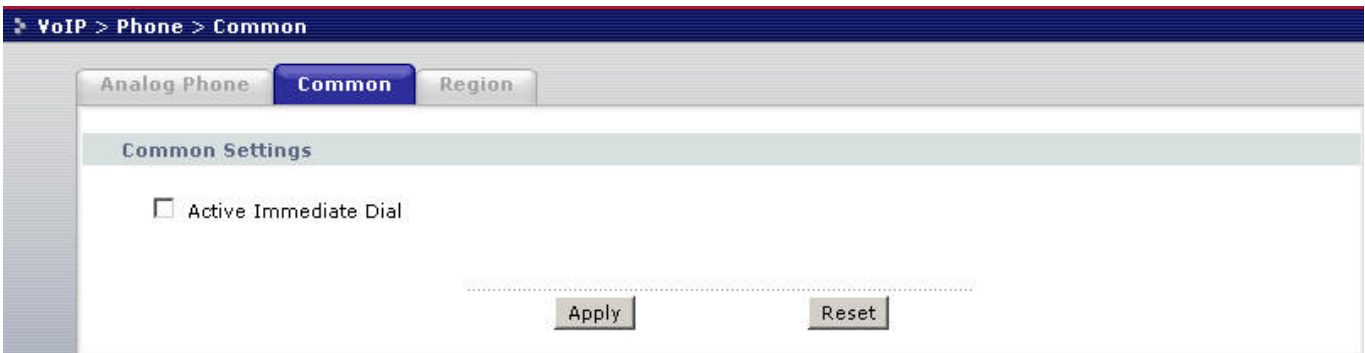 VoIP > Phone > Common
Analog Phone Common Region
Common Settings
Active Immediate Dial
Apply Reset